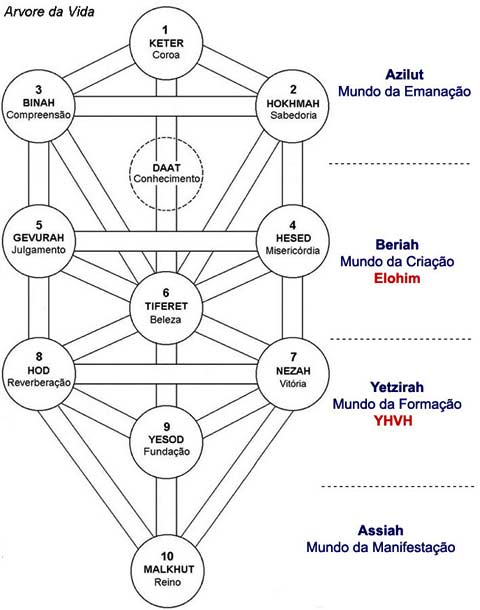 Arvore da Vida
1
KETER
Coroa
3
BINAH
Compreensão
2
HOKHMAH
Sabedoria
Azilut
Mundo da Emanação
DAAT
Conhecimento
5
GEVURAH
Julgamento
4
HESED
Misericórdia
Beriah
Mundo da Criação
Elohim
6
TIFERET
Beleza
8
HOD
Reverberação
7
NEZAH
Vitória
Yetzirah
Mundo da Formação
YHVH
9
YESOD
Fundação
Assiah
Mundo da Manifestação
10
MALKHUT
Reino